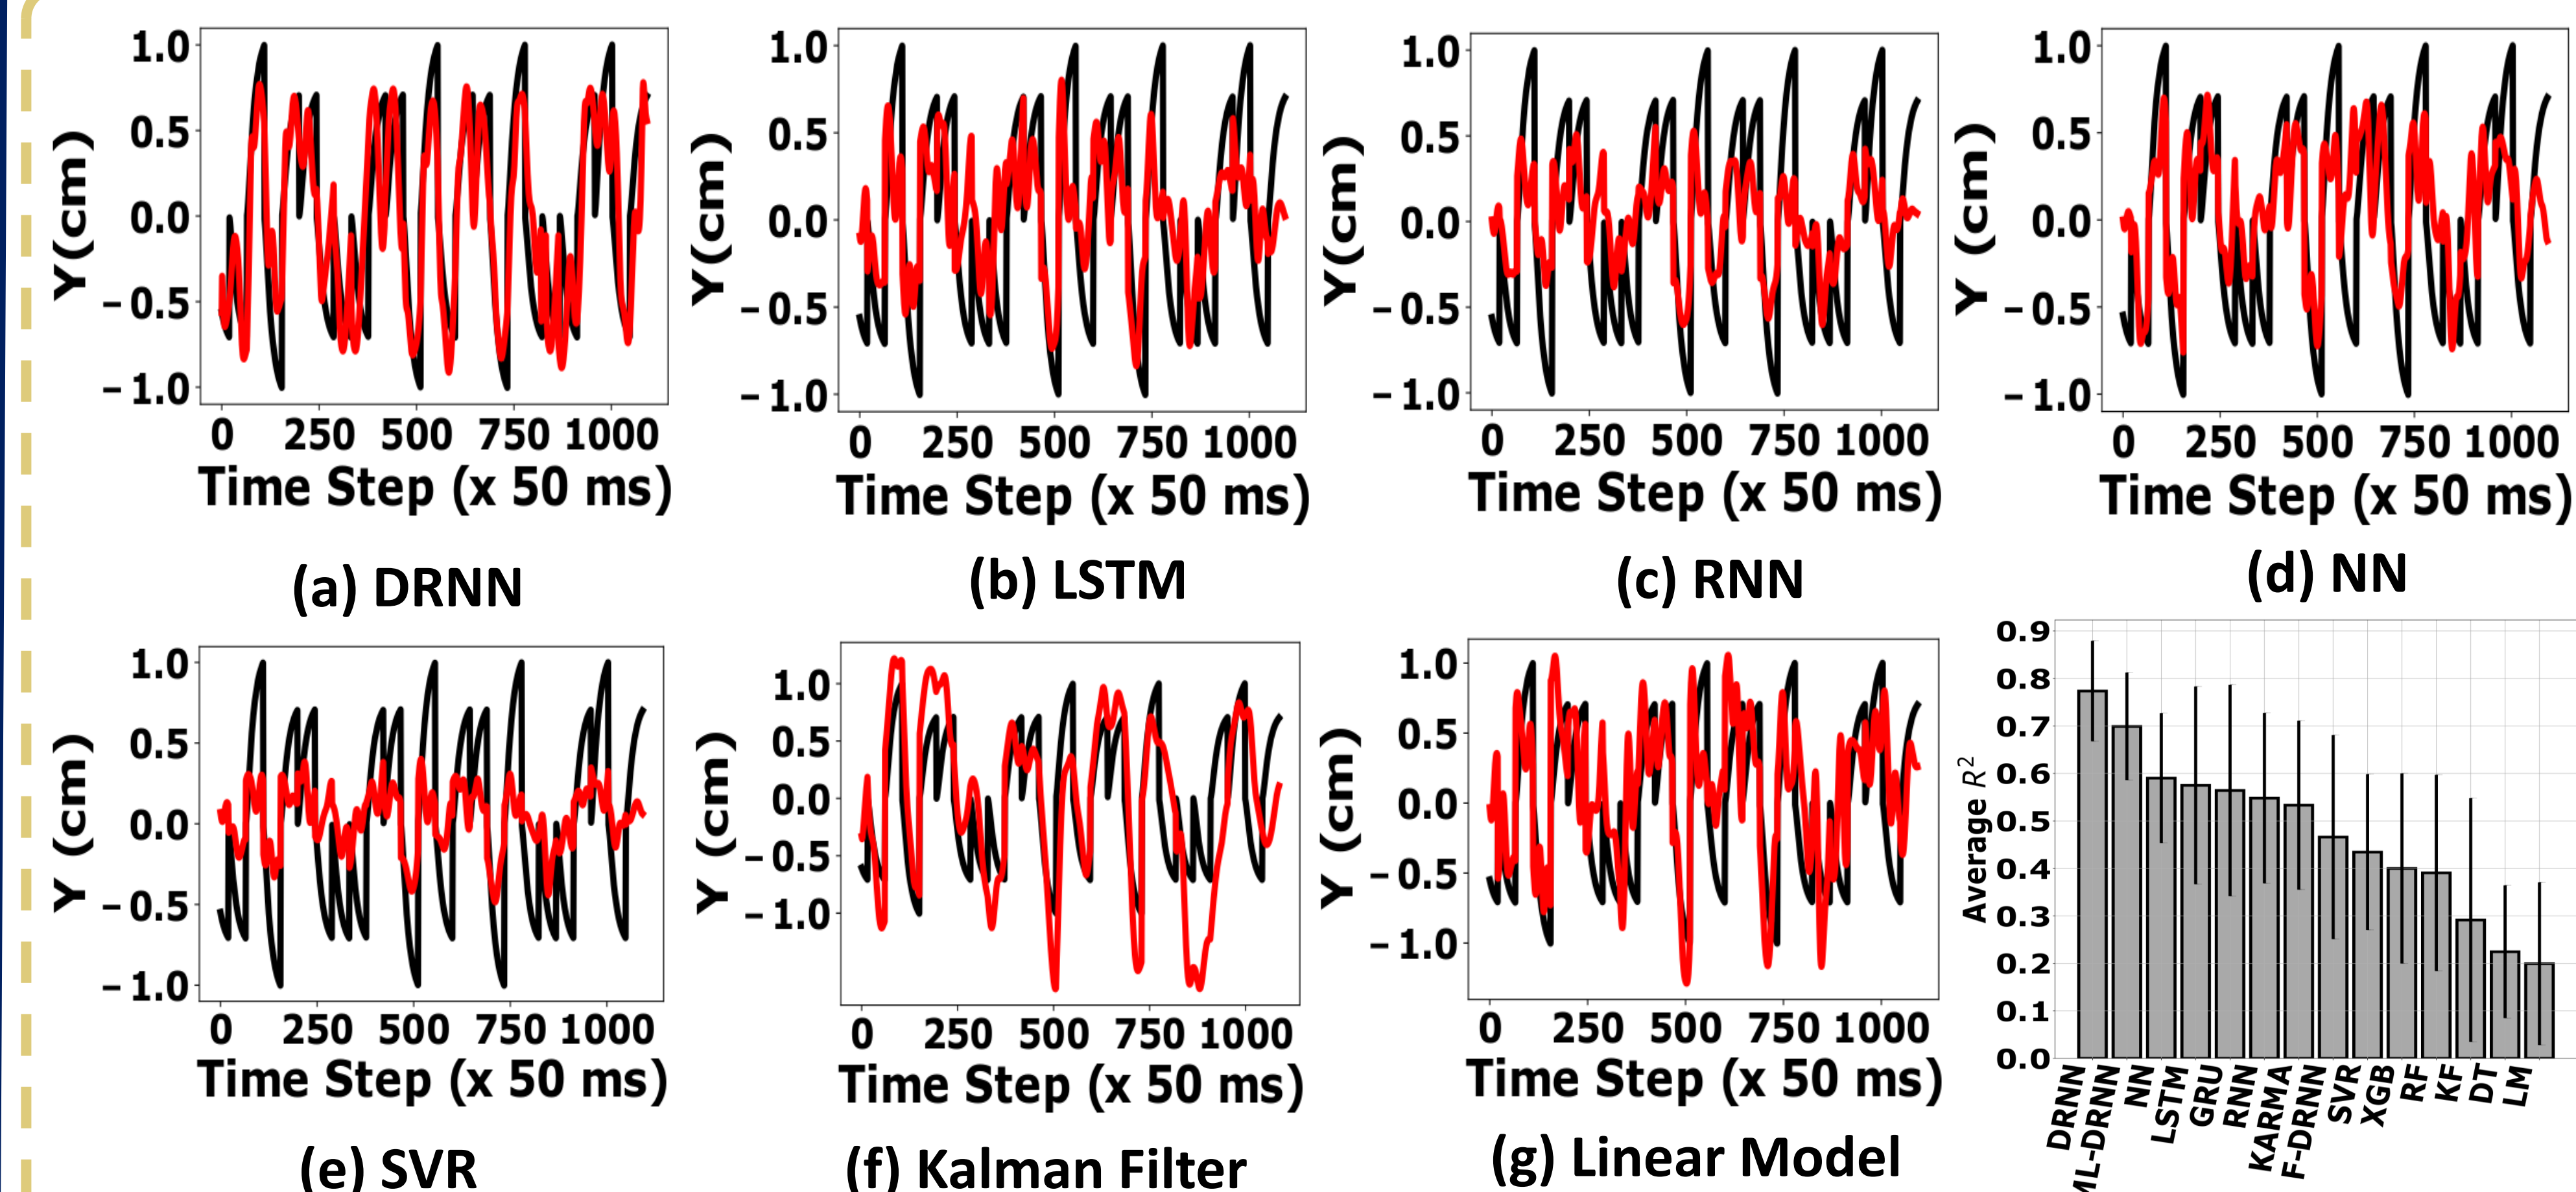 1.0
0.5
0.0
−0.5
−1.0
Y(cm)
0 250 500 750 1000
Time Step (x 50 ms)
(a) DRNN
1.0
0.5
0.0
−0.5
−1.0
Y(cm)
0 250 500 750 1000
Time Step (x 50 ms)
(b) LSTM
1.0
0.5
0.0
−0.5
−1.0
Y(cm)
0 250 500 750 1000
Time Step (x 50 ms)
(c) RNN
1.0
0.5
0.0
−0.5
−1.0
Y (cm)
0 250 500 750 1000
Time Step (x 50 ms)
(d) NN
1.0
0.5
0.0
−0.5
−1.0
Y (cm)
0 250 500 750 1000
Time Step (x 50 ms)
(e) SVR
1.0
0.5
0.0
−0.5
−1.0
Y (cm)
0 250 500 750 1000
Time Step (x 50 ms)
(f) Kalman Filter
1.0
0.5
0.0
−0.5
−1.0
Y (cm)
0 250 500 750 1000
Time Step (x 50 ms)
(g) Linear Model
0.9
0.8
0.7
0.6
0.5
0.4
0.3
0.2
0.1
0.0
Average R²
DRNN
ML-DRNN
NN
LSTM
GRU
RNN
KARMA
F-DRNN
SVR
XGB
RF
KF
DT
LM